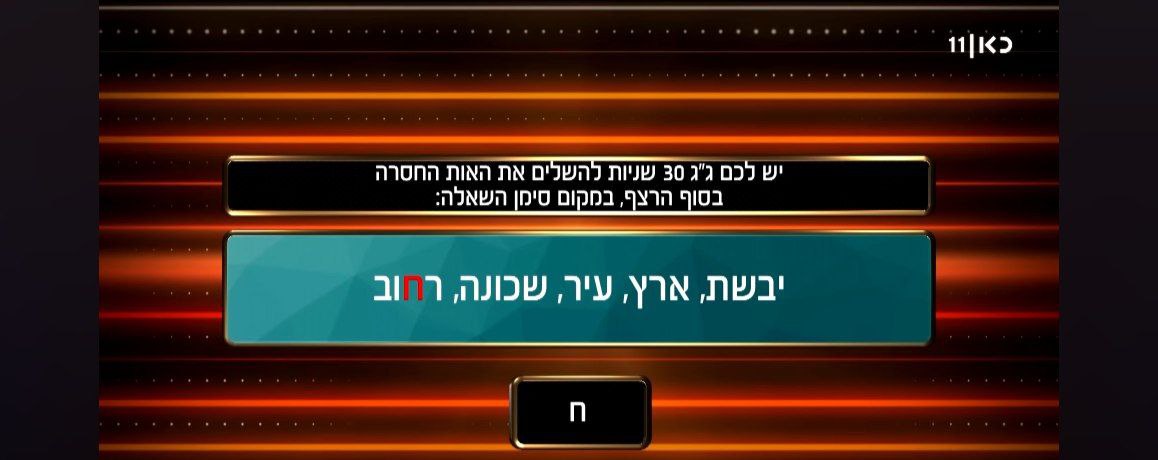 כאן|11
יש לכם ג"ג 30 שניות להשלים את האות החסרה
בסוף הרצף, במקום סימן השאלה:
יבשת, ארץ, עיר, שכונה, רחוב
ח